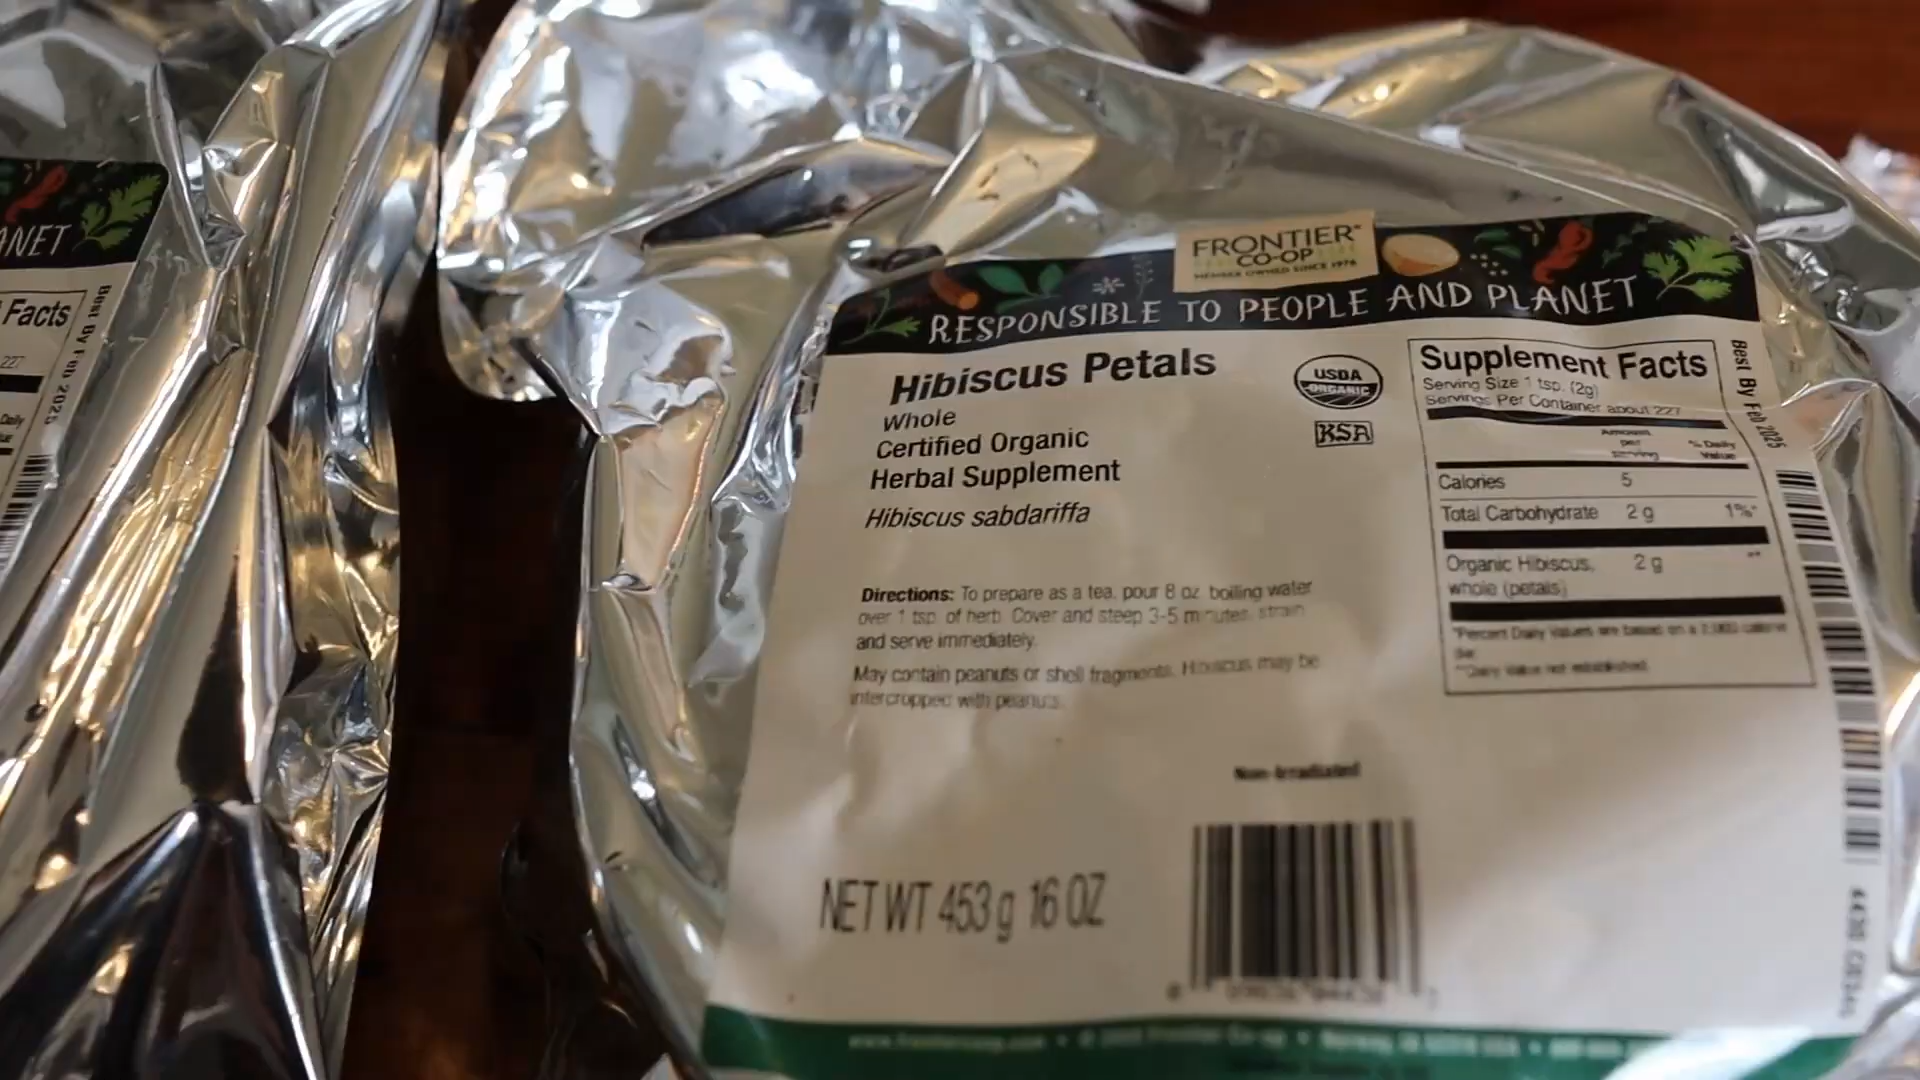 ANET
Facts
227
Daily
Best By Feb 2025
FRONTIER
CO-OP
MEMBER OWNED SINCE 1976
RESPONSIBLE TO PEOPLE AND PLANET
Hibiscus Petals
Whole
Certified Organic
Herbal Supplement
Hibiscus sabdariffa
USDA
ORGANIC
KSA
Directions: To prepare as a tea, pour 8 oz. boiling water
over 1 tsp. of herb. Cover and steep 3-5 minutes, strain
and serve immediately.
May contain peanuts or shell fragments. Hibiscus may be
intercropped with peanuts.
Non-Irradiated
NET WT 453 g 16 OZ
Supplement Facts
Serving Size 1 tsp. (2g)
Servings Per Container about 227
Amount
per
serving
% Daily
Value
Calories 5
Total Carbohydrate 2 g 1%*
Organic Hibiscus, 2 g **
whole (petals)
*Percent Daily Values are based on a 2,000 calorie
**Daily Value not established.
Best By Feb 2025